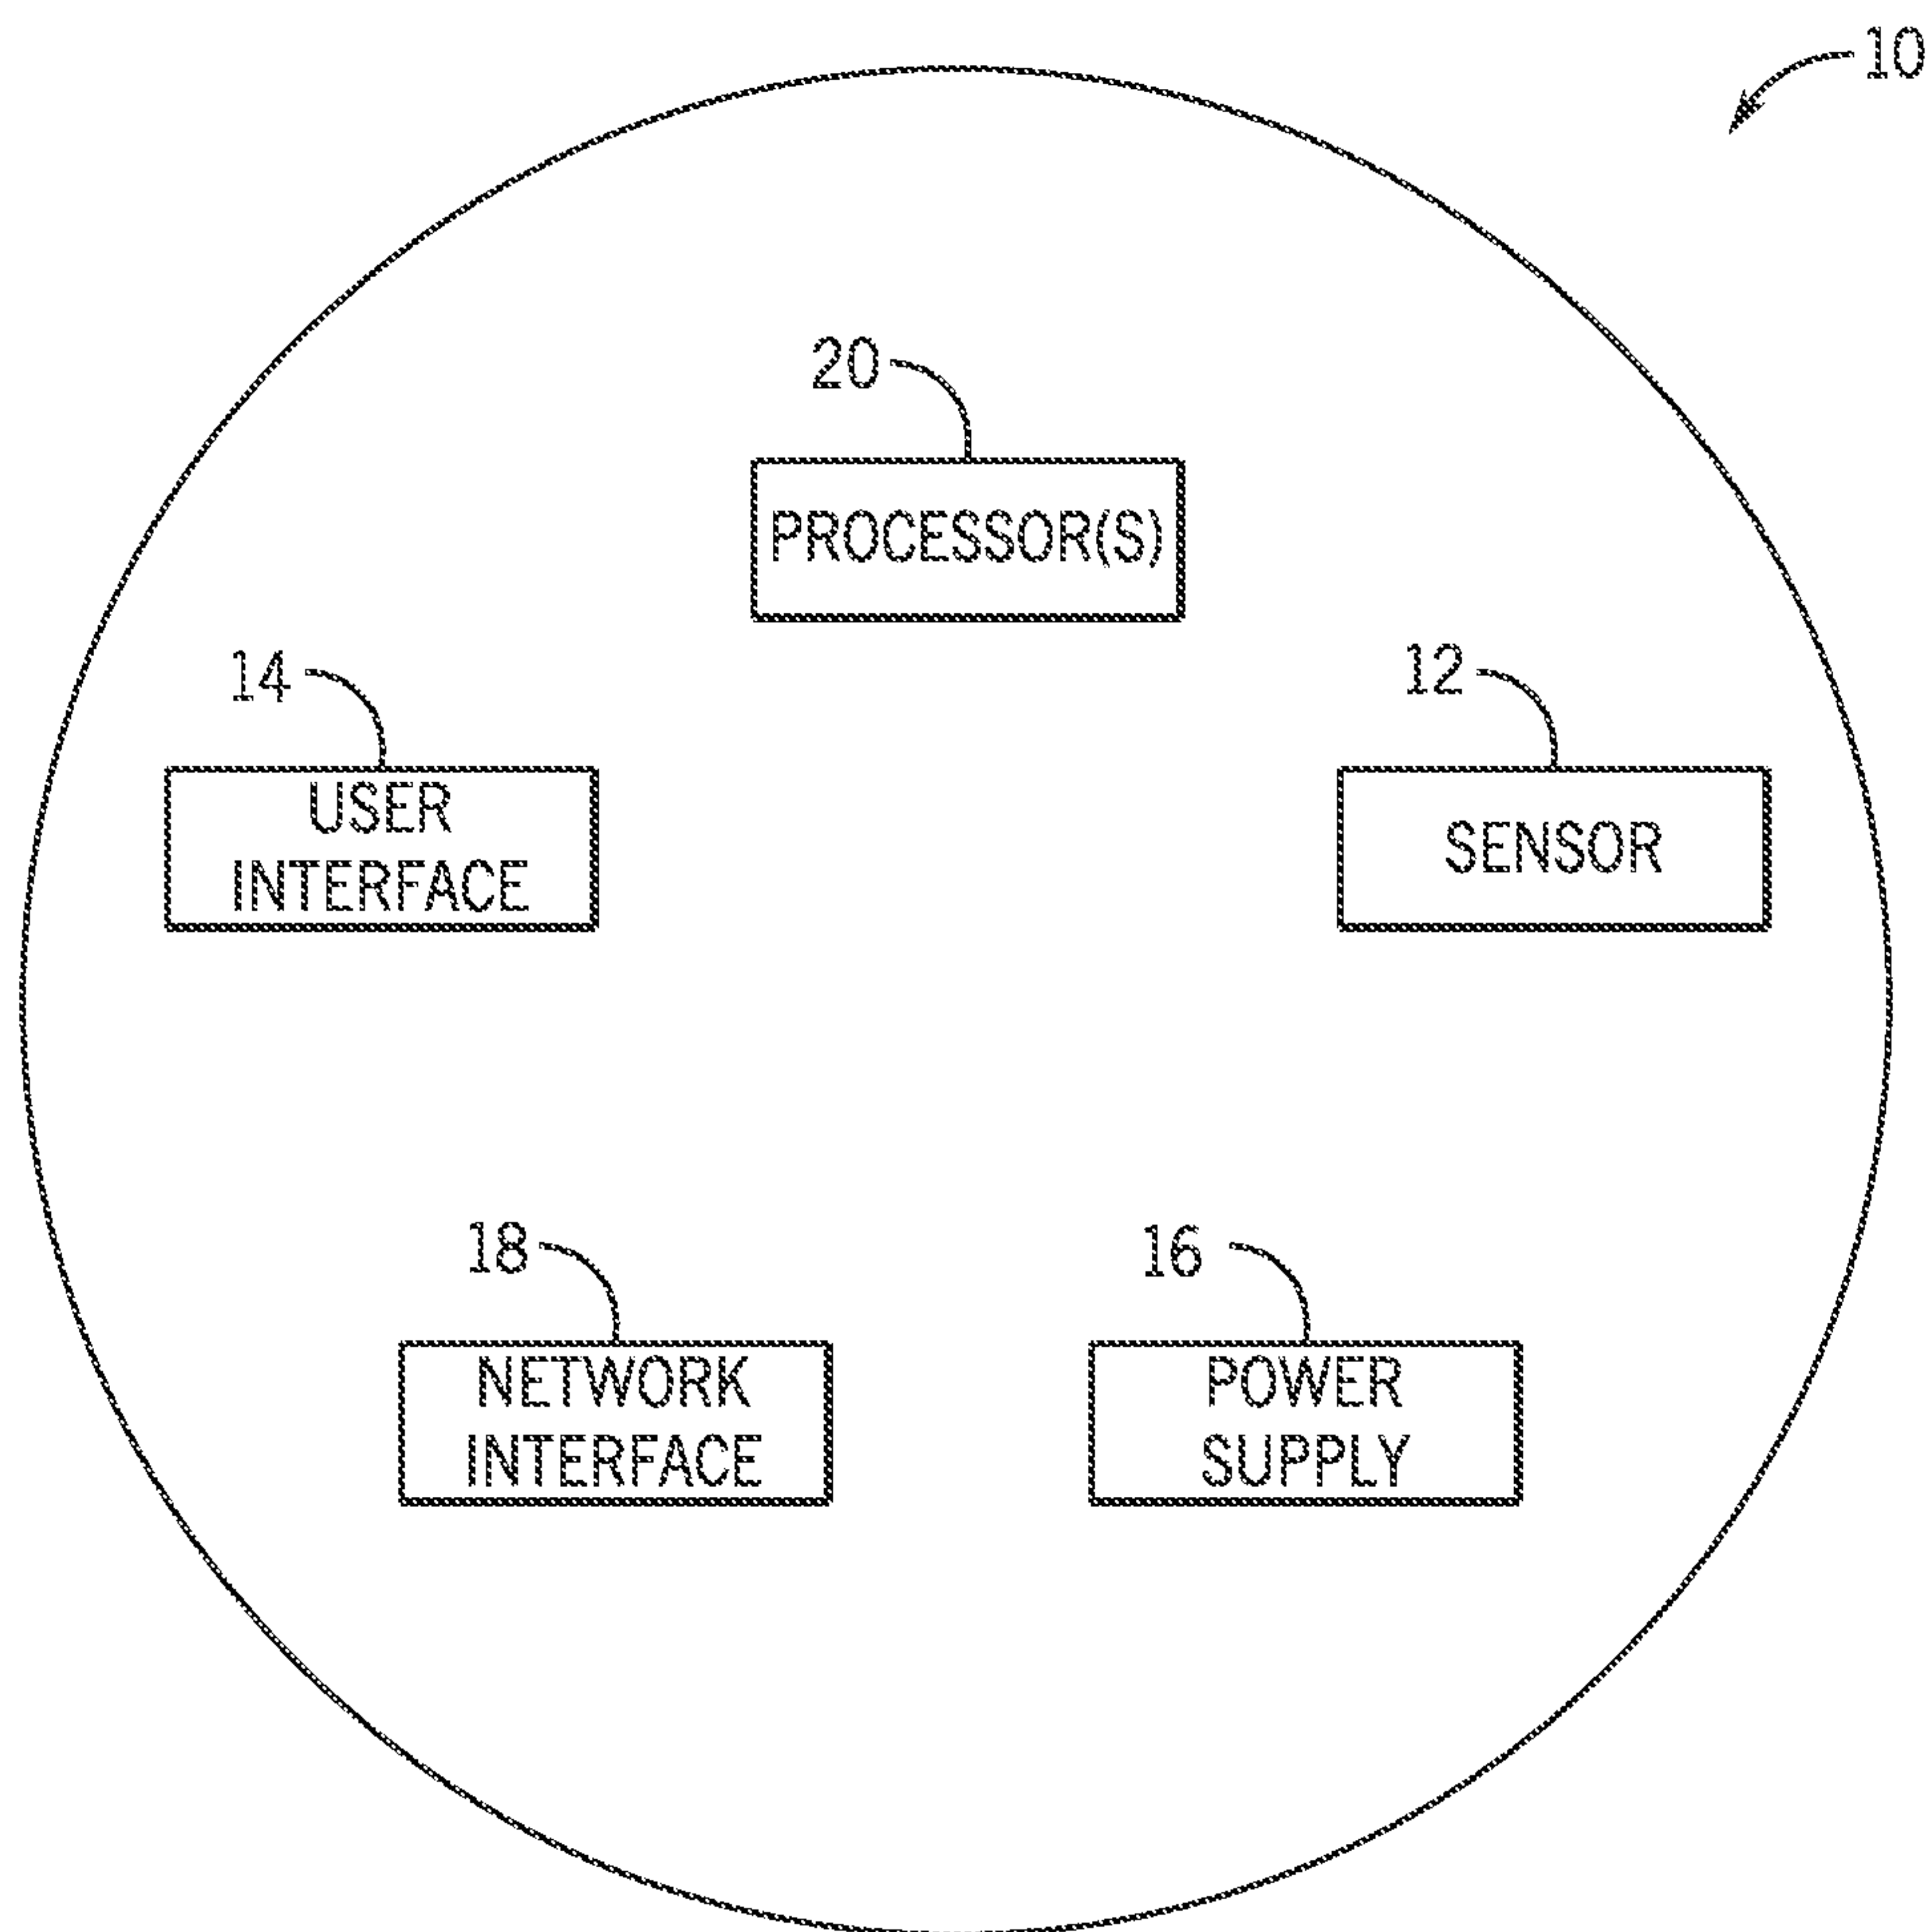 10
20
PROCESSOR(S)
14
USER
INTERFACE
12
SENSOR
18
NETWORK
INTERFACE
16
POWER
SUPPLY